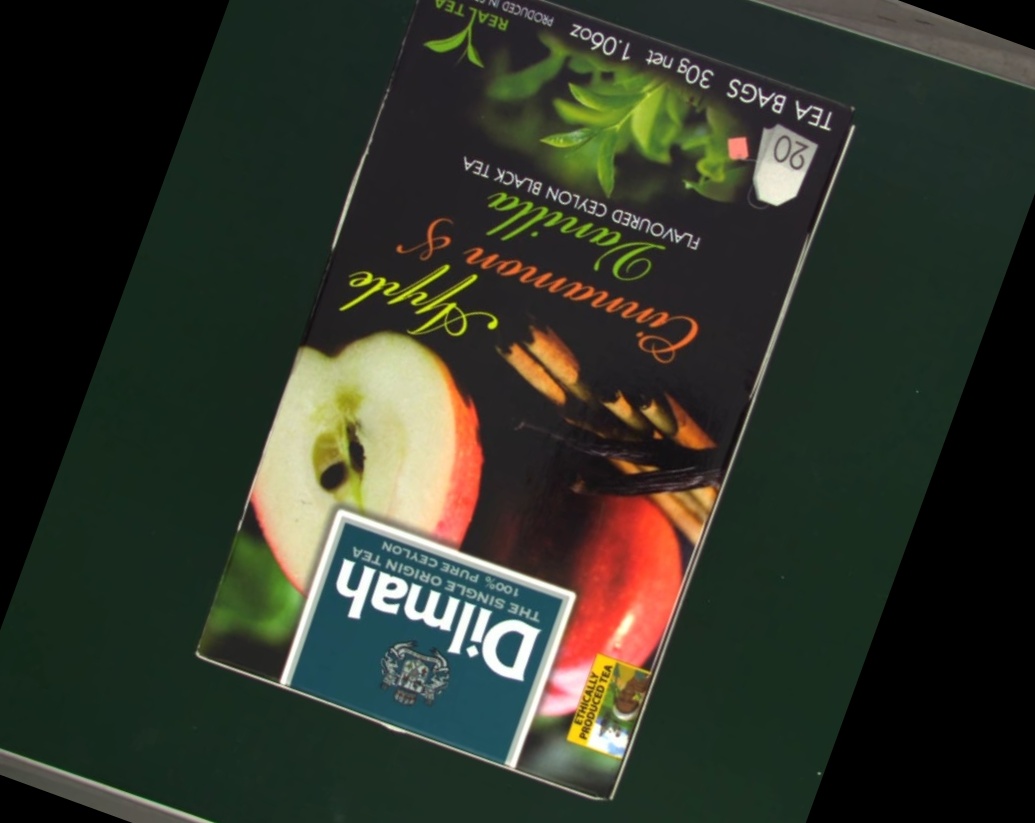 ETHICALLY
PRODUCED TEA
Dilmah
THE SINGLE ORIGIN TEA
100% PURE CEYLON
Apple
Cinnamon &
Vanilla
FLAVOURED CEYLON BLACK TEA
20
TEA BAGS 30g net 1.06oz
REAL TEA
PRODUCED IN